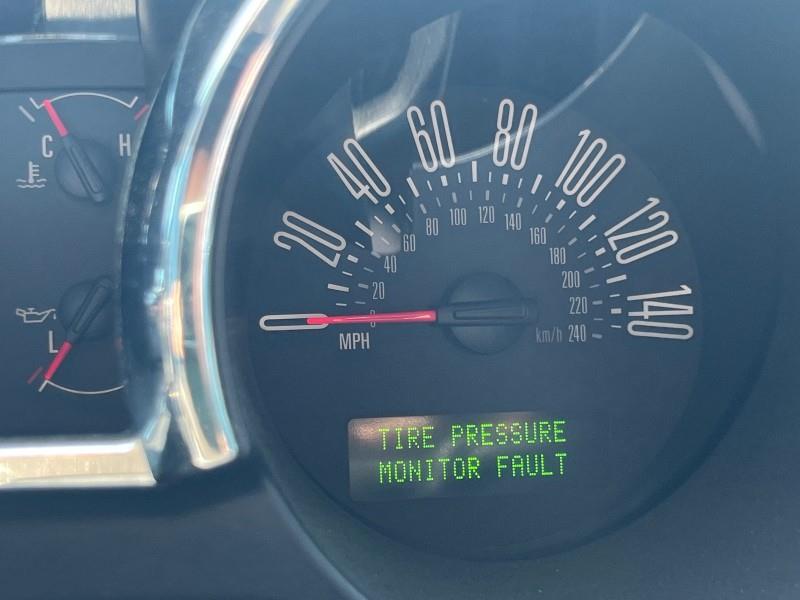 C H
L
0 20 40 60 80 100 120 140
0 20 40 60 80 100 120 140 160 180 200 220 240
MPH
km/h
TIRE PRESSURE
MONITOR FAULT